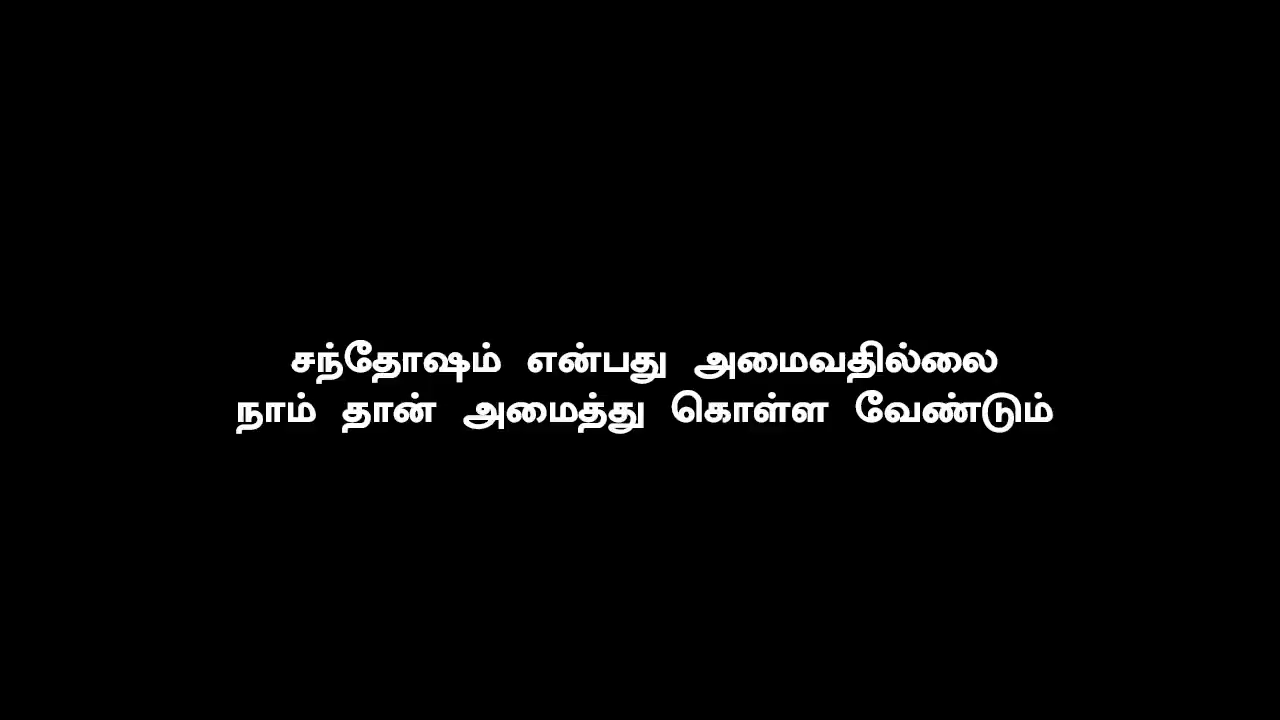 சந்தோஷம் என்பது அமைவதில்லை
நாம் தான் அமைத்து கொள்ள வேண்டும்